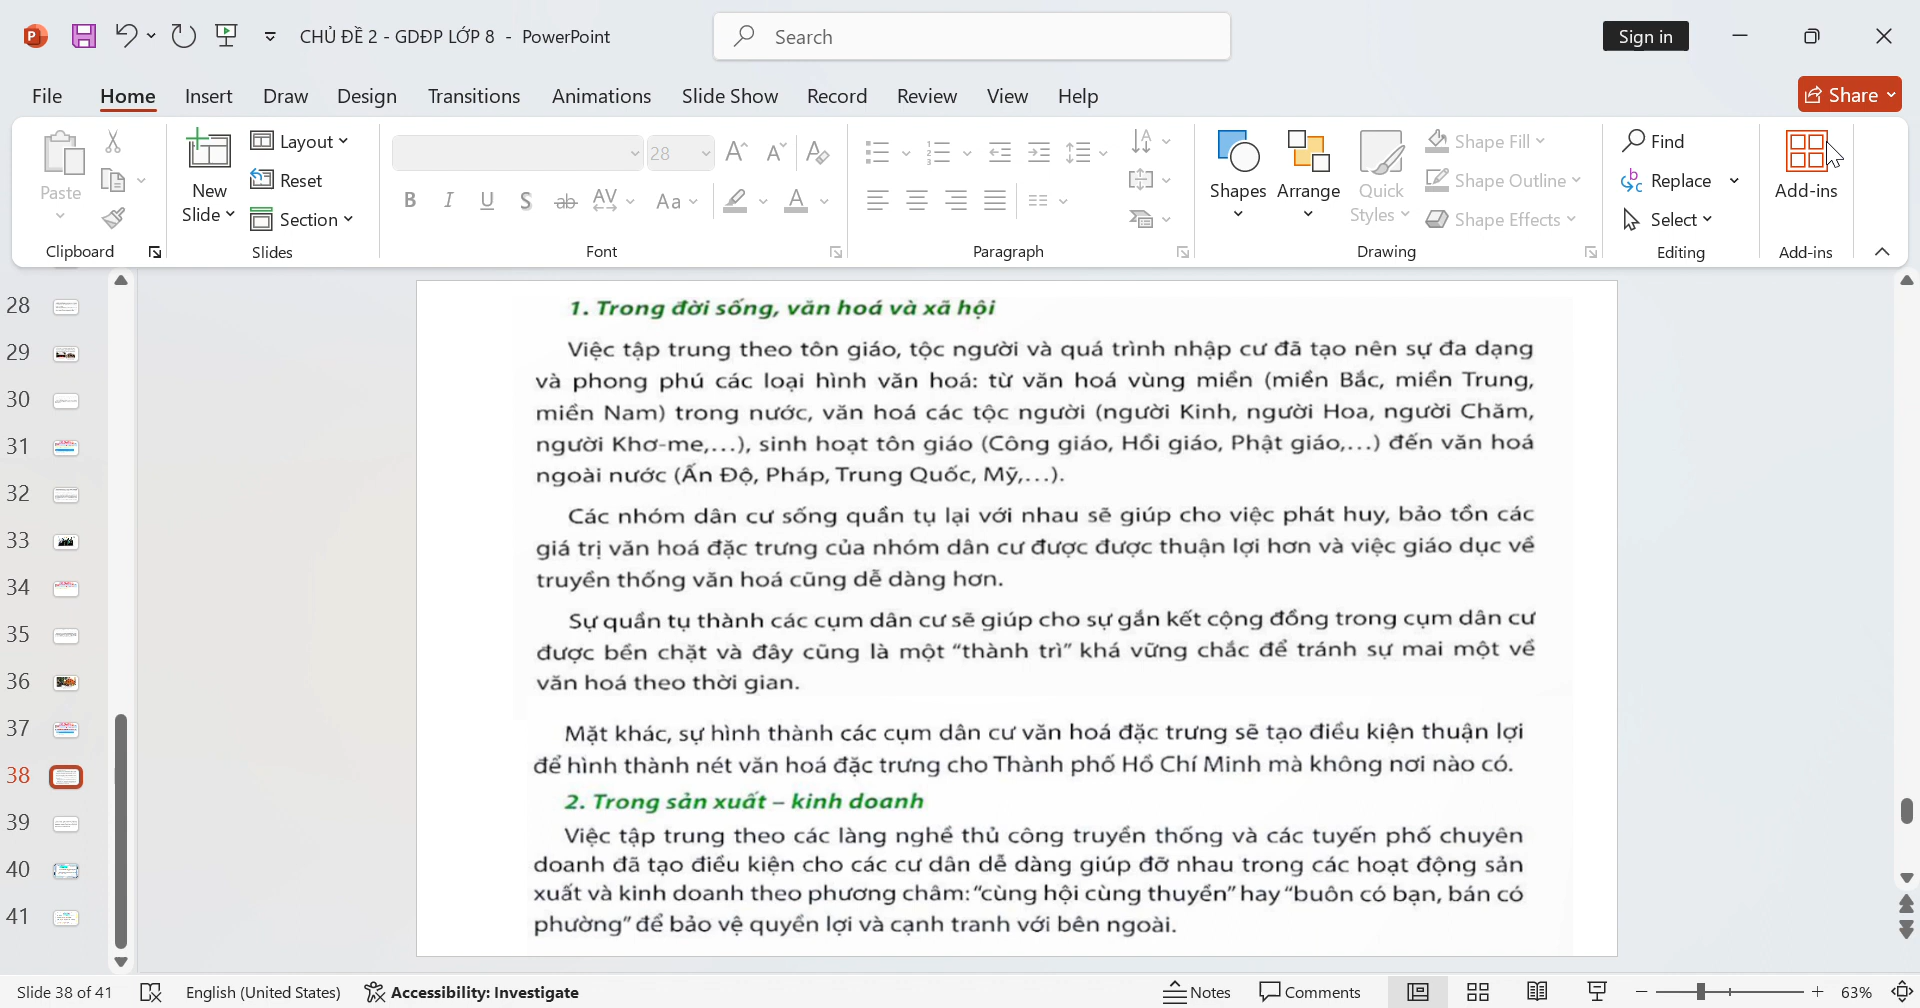 CHỦ ĐỀ 2 - GDĐP LỚP 8 - PowerPoint
Search
Sign in
File Home Insert Draw Design Transitions Animations Slide Show Record Review View Help
Share
Paste
Clipboard
New Slide
Layout
Reset
Section
Slides
28
Font
Paragraph
Shapes
Arrange
Quick Styles
Shape Fill
Shape Outline
Shape Effects
Drawing
Find
Replace
Select
Editing
Add-ins
Add-ins
28
29
30
31
32
33
34
35
36
37
38
39
40
41
1. Trong đời sống, văn hoá và xã hội
Việc tập trung theo tôn giáo, tộc người và quá trình nhập cư đã tạo nên sự đa dạng
và phong phú các loại hình văn hoá: từ văn hoá vùng miền (miền Bắc, miền Trung,
miền Nam) trong nước, văn hoá các tộc người (người Kinh, người Hoa, người Chăm,
người Khơ-me,...), sinh hoạt tôn giáo (Công giáo, Hồi giáo, Phật giáo,...) đến văn hoá
ngoài nước (Ấn Độ, Pháp, Trung Quốc, Mỹ,...).
Các nhóm dân cư sống quần tụ lại với nhau sẽ giúp cho việc phát huy, bảo tồn các
giá trị văn hoá đặc trưng của nhóm dân cư được được thuận lợi hơn và việc giáo dục về
truyền thống văn hoá cũng dễ dàng hơn.
Sự quần tụ thành các cụm dân cư sẽ giúp cho sự gắn kết cộng đồng trong cụm dân cư
được bền chặt và đây cũng là một "thành trì" khá vững chắc để tránh sự mai một về
văn hoá theo thời gian.
Mặt khác, sự hình thành các cụm dân cư văn hoá đặc trưng sẽ tạo điều kiện thuận lợi
để hình thành nét văn hoá đặc trưng cho Thành phố Hồ Chí Minh mà không nơi nào có.
2. Trong sản xuất – kinh doanh
Việc tập trung theo các làng nghề thủ công truyền thống và các tuyến phố chuyên
doanh đã tạo điều kiện cho các cư dân dễ dàng giúp đỡ nhau trong các hoạt động sản
xuất và kinh doanh theo phương châm: "cùng hội cùng thuyền" hay "buôn có bạn, bán có
phường" để bảo vệ quyền lợi và cạnh tranh với bên ngoài.
Slide 38 of 41
English (United States)
Accessibility: Investigate
Notes
Comments
63%